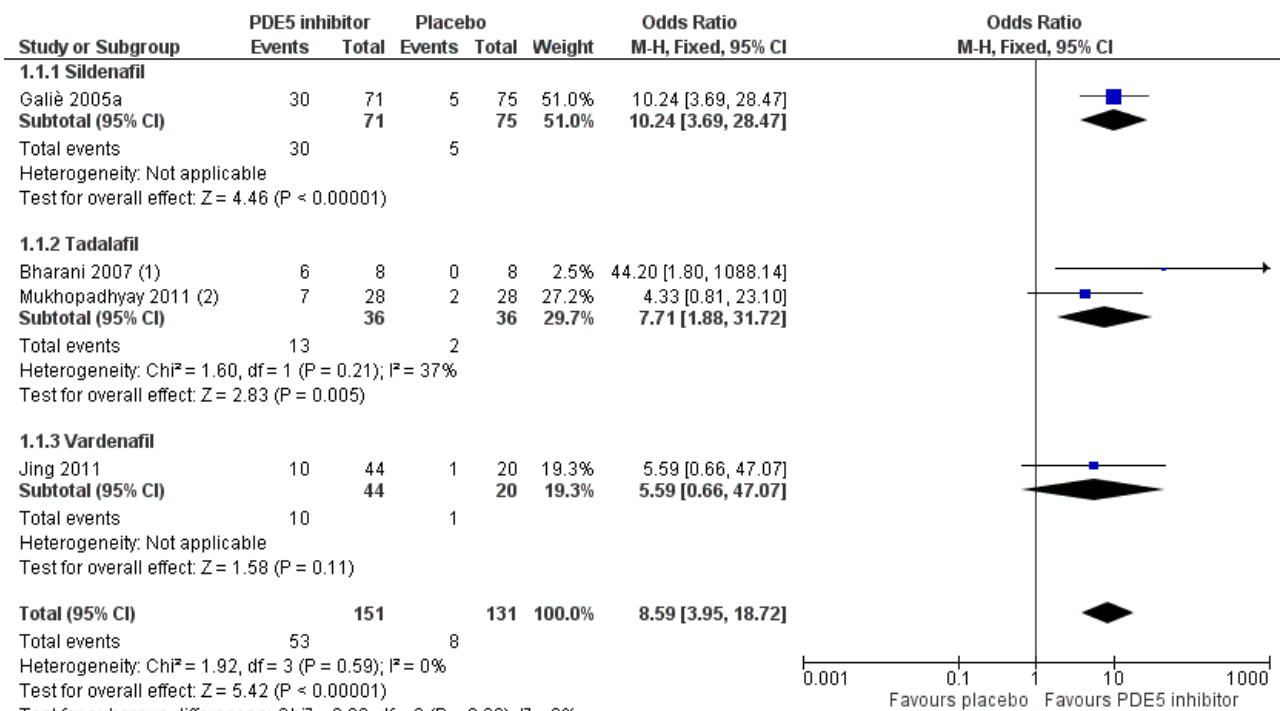 PDE5 inhibitor Placebo Odds Ratio Odds Ratio
Study or Subgroup Events Total Events Total Weight M-H, Fixed, 95% CI M-H, Fixed, 95% CI
1.1.1 Sildenafil
Galiè 2005a 30 71 5 75 51.0% 10.24 [3.69, 28.47]
Subtotal (95% CI) 71 75 51.0% 10.24 [3.69, 28.47]
Total events 30 5
Heterogeneity: Not applicable
Test for overall effect: Z = 4.46 (P < 0.00001)
1.1.2 Tadalafil
Bharani 2007 (1) 6 8 0 8 2.5% 44.20 [1.80, 1088.14]
Mukhopadhyay 2011 (2) 7 28 2 28 27.2% 4.33 [0.81, 23.10]
Subtotal (95% CI) 36 36 29.7% 7.71 [1.88, 31.72]
Total events 13 2
Heterogeneity: Chi² = 1.60, df = 1 (P = 0.21); I² = 37%
Test for overall effect: Z = 2.83 (P = 0.005)
1.1.3 Vardenafil
Jing 2011 10 44 1 20 19.3% 5.59 [0.66, 47.07]
Subtotal (95% CI) 44 20 19.3% 5.59 [0.66, 47.07]
Total events 10 1
Heterogeneity: Not applicable
Test for overall effect: Z = 1.58 (P = 0.11)
Total (95% CI) 151 131 100.0% 8.59 [3.95, 18.72]
Total events 53 8
Heterogeneity: Chi² = 1.92, df = 3 (P = 0.59); I² = 0%
Test for overall effect: Z = 5.42 (P < 0.00001)
0.001 0.1 1 10 1000
Favours placebo Favours PDE5 inhibitor